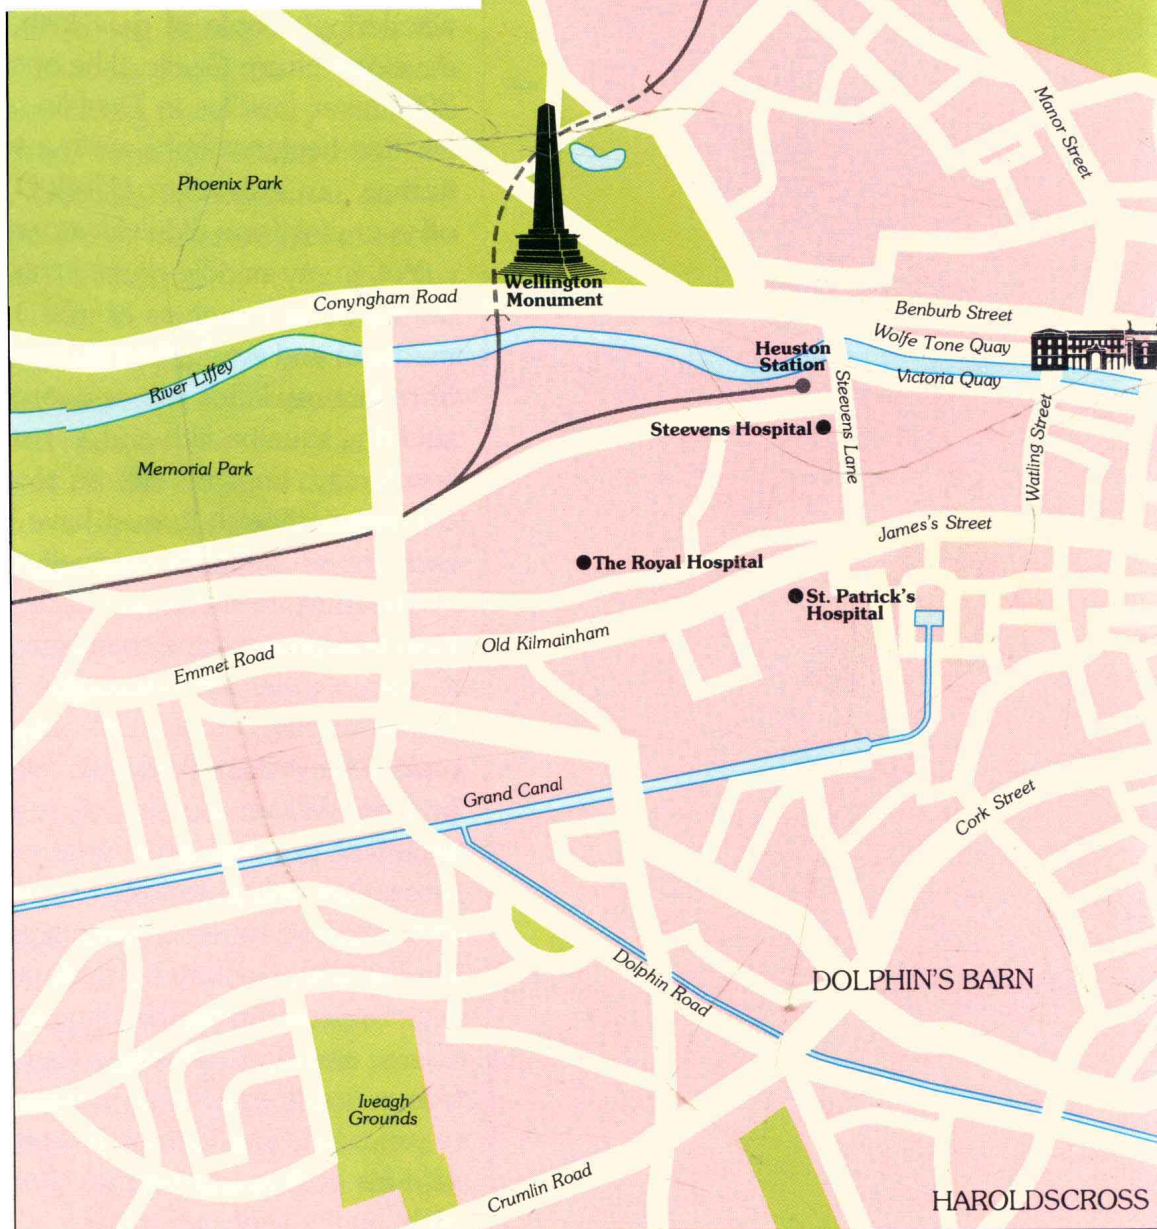 Manor Street
Phoenix Park
Wellington
Monument
Conyngham Road
Benburb Street
Wolfe Tone Quay
Heuston
Station
River Liffey
Victoria Quay
Steevens Lane
Watling Street
Steevens Hospital
Memorial Park
James's Street
The Royal Hospital
St. Patrick's
Hospital
Old Kilmainham
Emmet Road
Grand Canal
Cork Street
Dolphin Road
DOLPHIN'S BARN
Iveagh
Grounds
Crumlin Road
HAROLDSCROSS